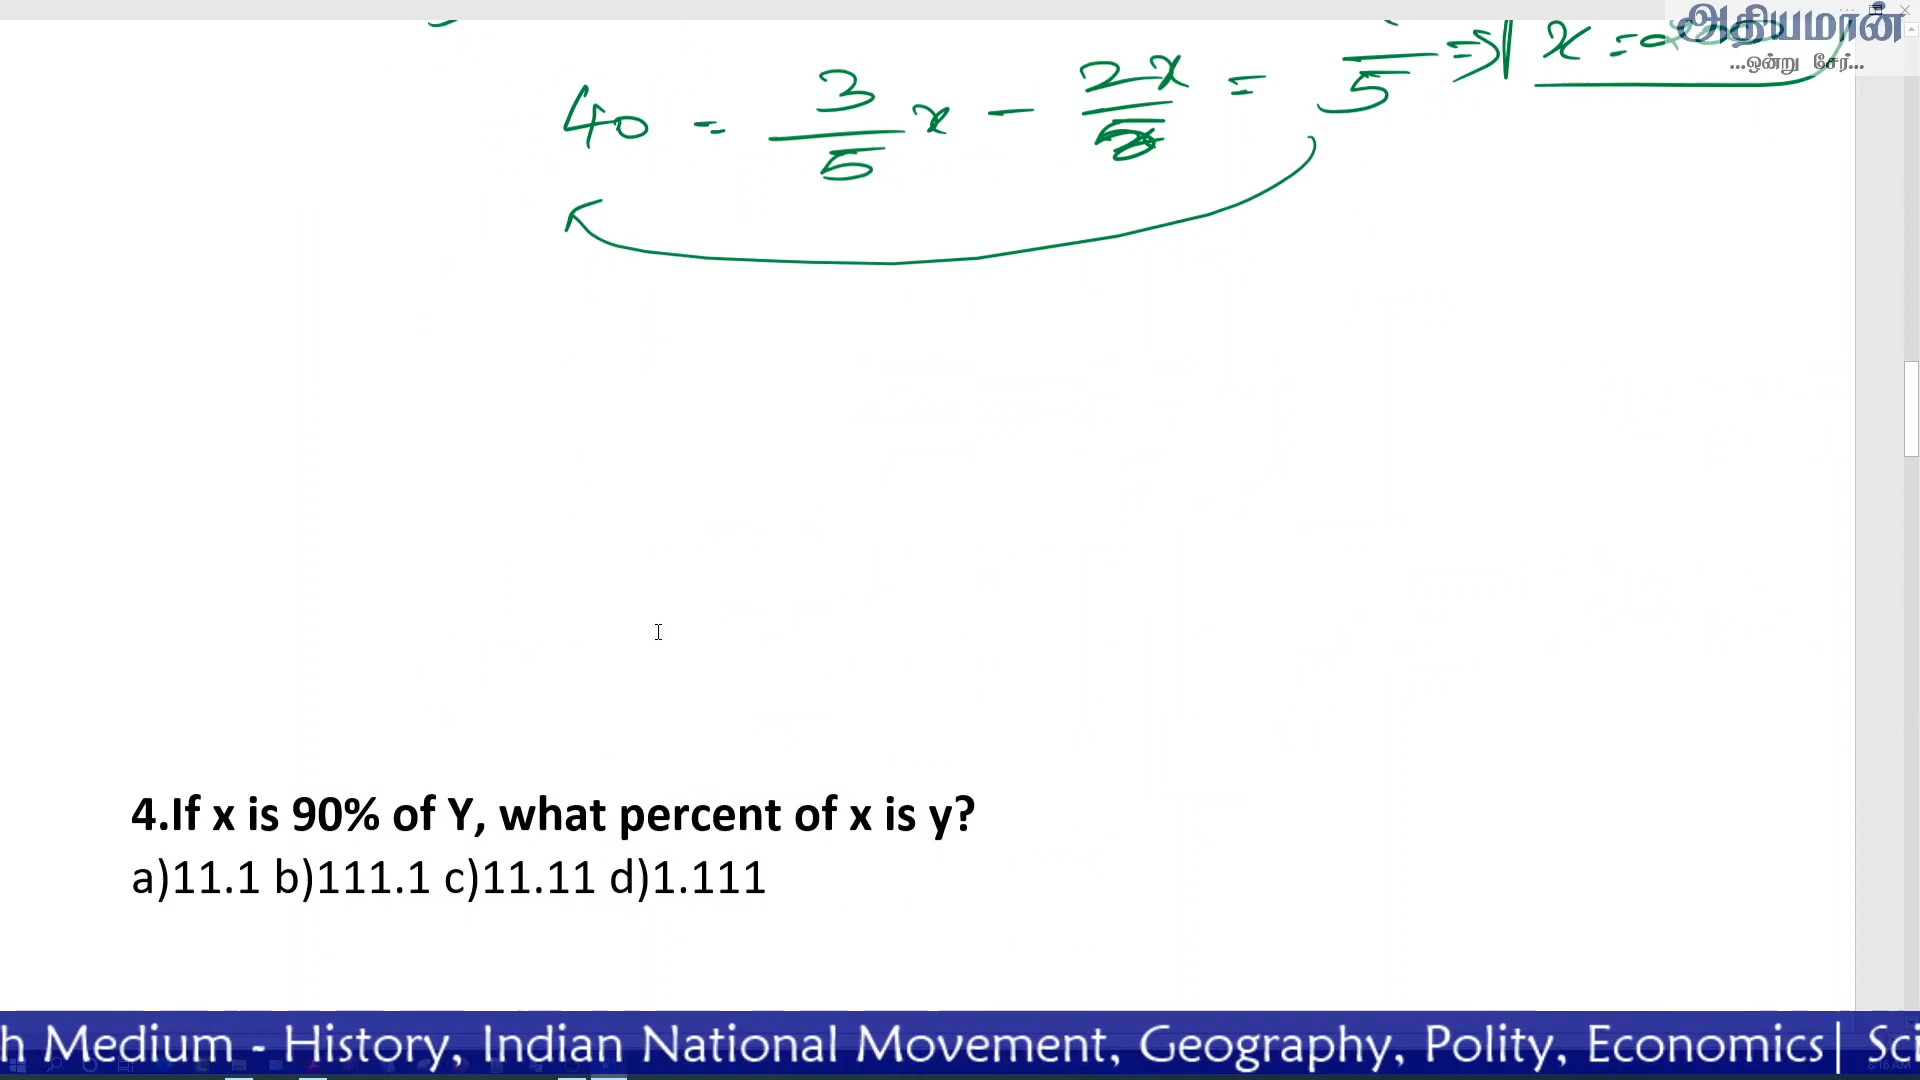 அதியமான்
...ஒன்று சேர்...
40 = 3/5 x - 2x/5 = /5 => x =
4.If x is 90% of Y, what percent of x is y?
a)11.1 b)111.1 c)11.11 d)1.111
h Medium - History, Indian National Movement, Geography, Polity, Economics| Sci